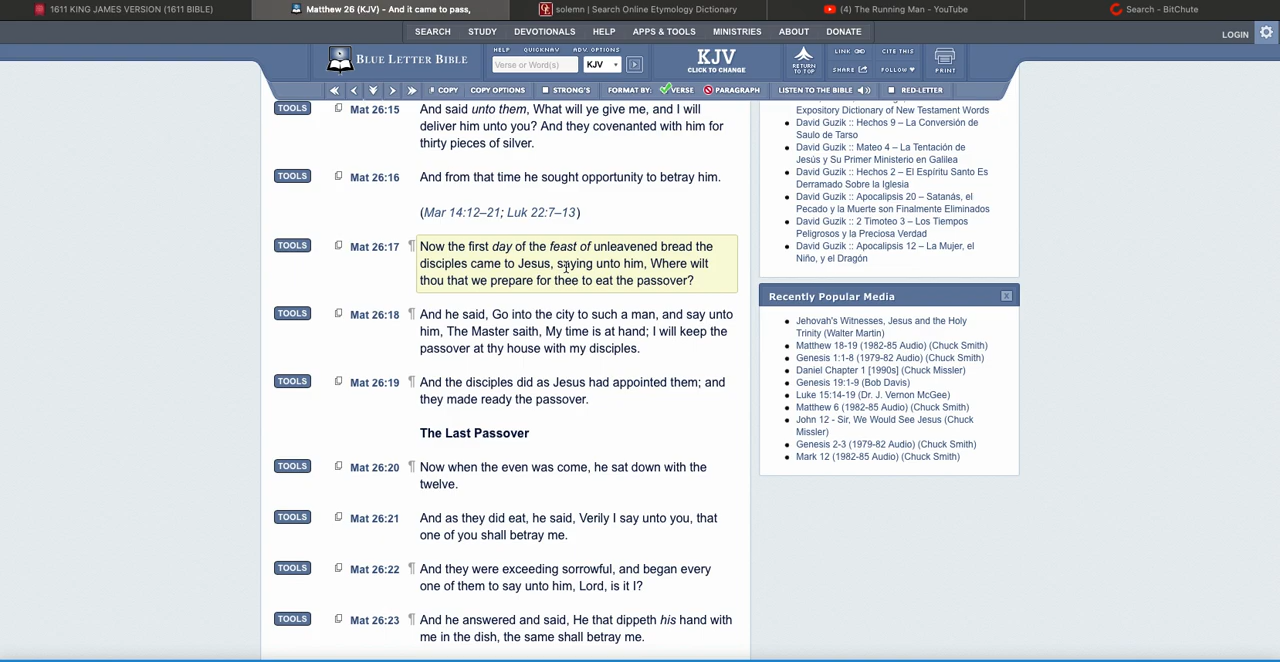 1611 KING JAMES VERSION (1611 BIBLE)
Matthew 26 (KJV) - And it came to pass,
solemn | Search Online Etymology Dictionary
(4) The Running Man - YouTube
Search - BitChute
SEARCH STUDY DEVOTIONALS HELP APPS & TOOLS MINISTRIES ABOUT DONATE
LOGIN
BLUE LETTER BIBLE
HELP QUICKNAV ADV. OPTIONS
Verse or Word(s) KJV
KJV
CLICK TO CHANGE
RETURN TO TOP
LINK CITE THIS
SHARE FOLLOW
PRINT
COPY COPY OPTIONS STRONG'S FORMAT BY: VERSE PARAGRAPH LISTEN TO THE BIBLE RED-LETTER
TOOLS Mat 26:15 And said unto them, What will ye give me, and I will
deliver him unto you? And they covenanted with him for
thirty pieces of silver.
TOOLS Mat 26:16 And from that time he sought opportunity to betray him.
(Mar 14:12–21; Luk 22:7–13)
TOOLS Mat 26:17 ¶ Now the first day of the feast of unleavened bread the
disciples came to Jesus, saying unto him, Where wilt
thou that we prepare for thee to eat the passover?
TOOLS Mat 26:18 ¶ And he said, Go into the city to such a man, and say unto
him, The Master saith, My time is at hand; I will keep the
passover at thy house with my disciples.
TOOLS Mat 26:19 ¶ And the disciples did as Jesus had appointed them; and
they made ready the passover.
The Last Passover
TOOLS Mat 26:20 ¶ Now when the even was come, he sat down with the
twelve.
TOOLS Mat 26:21 ¶ And as they did eat, he said, Verily I say unto you, that
one of you shall betray me.
TOOLS Mat 26:22 ¶ And they were exceeding sorrowful, and began every
one of them to say unto him, Lord, is it I?
TOOLS Mat 26:23 ¶ And he answered and said, He that dippeth his hand with
me in the dish, the same shall betray me.
Expository Dictionary of New Testament Words
David Guzik :: Hechos 9 – La Conversión de
Saulo de Tarso
David Guzik :: Mateo 4 – La Tentación de
Jesús y Su Primer Ministerio en Galilea
David Guzik :: Hechos 2 – El Espíritu Santo Es
Derramado Sobre la Iglesia
David Guzik :: Apocalipsis 20 – Satanás, el
Pecado y la Muerte son Finalmente Eliminados
David Guzik :: 2 Timoteo 3 – Los Tiempos
Peligrosos y la Preciosa Verdad
David Guzik :: Apocalipsis 12 – La Mujer, el
Niño, y el Dragón
Recently Popular Media
Jehovah's Witnesses, Jesus and the Holy
Trinity (Walter Martin)
Matthew 18-19 (1982-85 Audio) (Chuck Smith)
Genesis 1:1-8 (1979-82 Audio) (Chuck Smith)
Daniel Chapter 1 [1990s] (Chuck Missler)
Genesis 19:1-9 (Bob Davis)
Luke 15:14-19 (Dr. J. Vernon McGee)
Matthew 6 (1982-85 Audio) (Chuck Smith)
John 12 - Sir, We Would See Jesus (Chuck
Missler)
Genesis 2-3 (1979-82 Audio) (Chuck Smith)
Mark 12 (1982-85 Audio) (Chuck Smith)